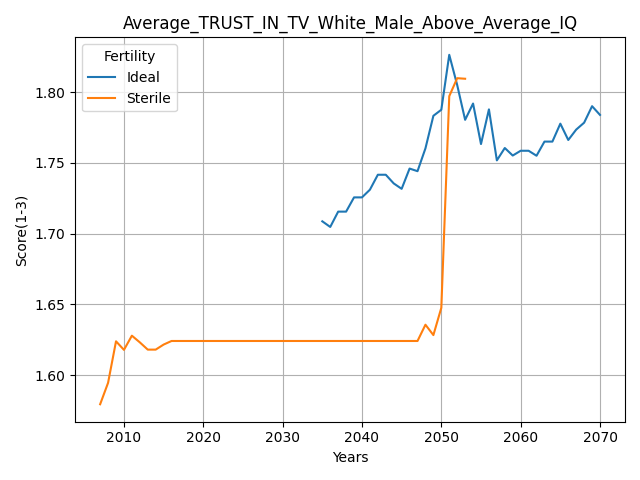 Average_TRUST_IN_TV_White_Male_Above_Average_IQ
Fertility
Ideal
Sterile
Score(1-3)
1.80
1.75
1.70
1.65
1.60
2010 2020 2030 2040 2050 2060 2070
Years